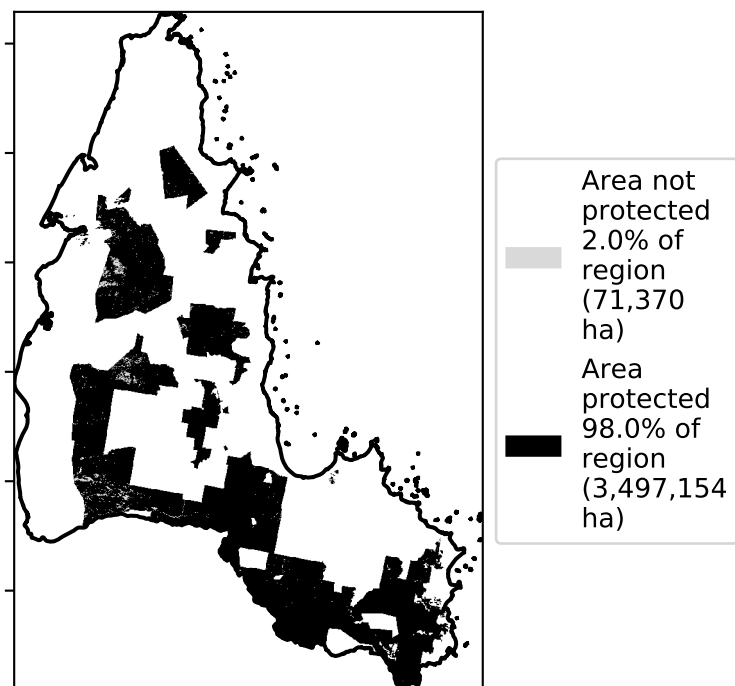 Area not
protected
2.0% of
region
(71,370
ha)
Area
protected
98.0% of
region
(3,497,154
ha)